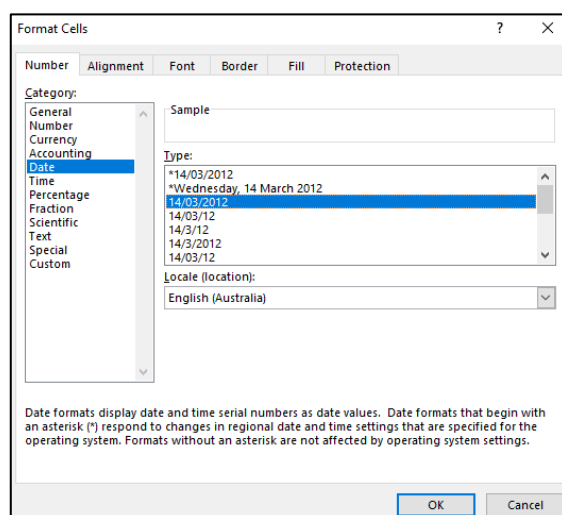 Format Cells ? X
Number Alignment Font Border Fill Protection
Category:
General
Number
Currency
Accounting
Date
Time
Percentage
Fraction
Scientific
Text
Special
Custom
Sample
Type:
*14/03/2012
*Wednesday, 14 March 2012
14/03/2012
14/03/12
14/3/12
14/3/2012
14/03/12
Locale (location):
English (Australia)
Date formats display date and time serial numbers as date values. Date formats that begin with
an asterisk (*) respond to changes in regional date and time settings that are specified for the
operating system. Formats without an asterisk are not affected by operating system settings.
OK Cancel